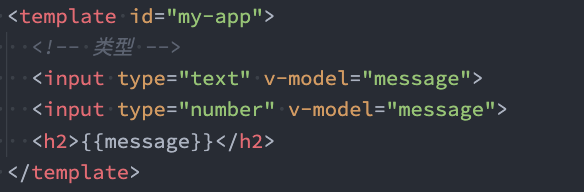 <template id="my-app">
<!-- 类型 -->
<input type="text" v-model="message">
<input type="number" v-model="message">
<h2>{{message}}</h2>
</template>